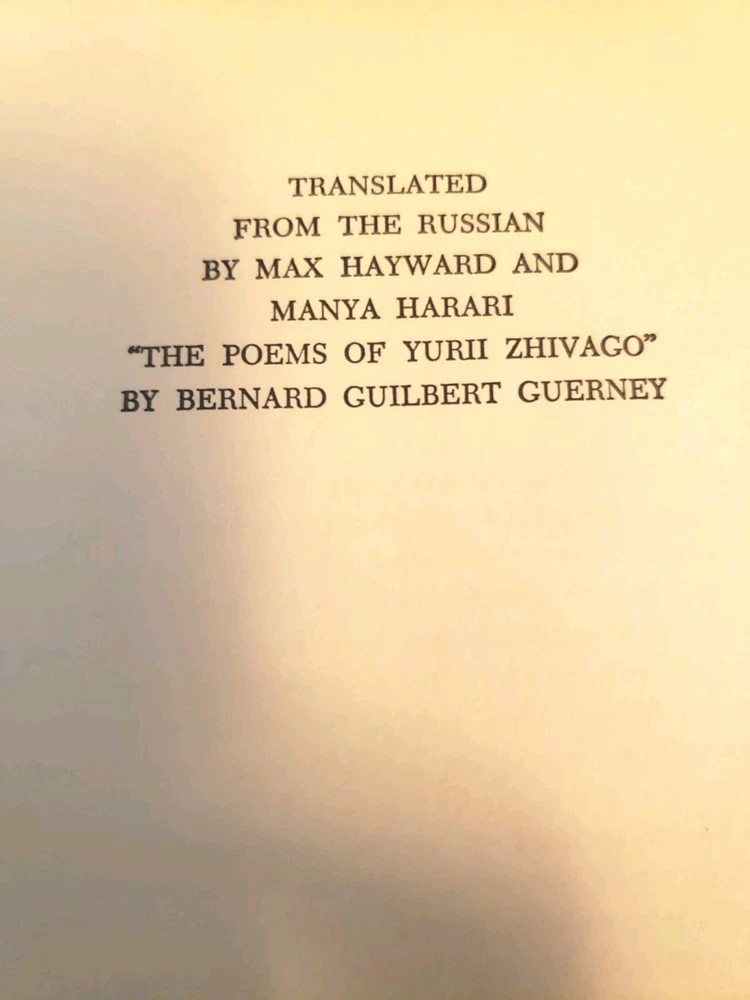 TRANSLATED
FROM THE RUSSIAN
BY MAX HAYWARD AND
MANYA HARARI
“THE POEMS OF YURII ZHIVAGO”
BY BERNARD GUILBERT GUERNEY